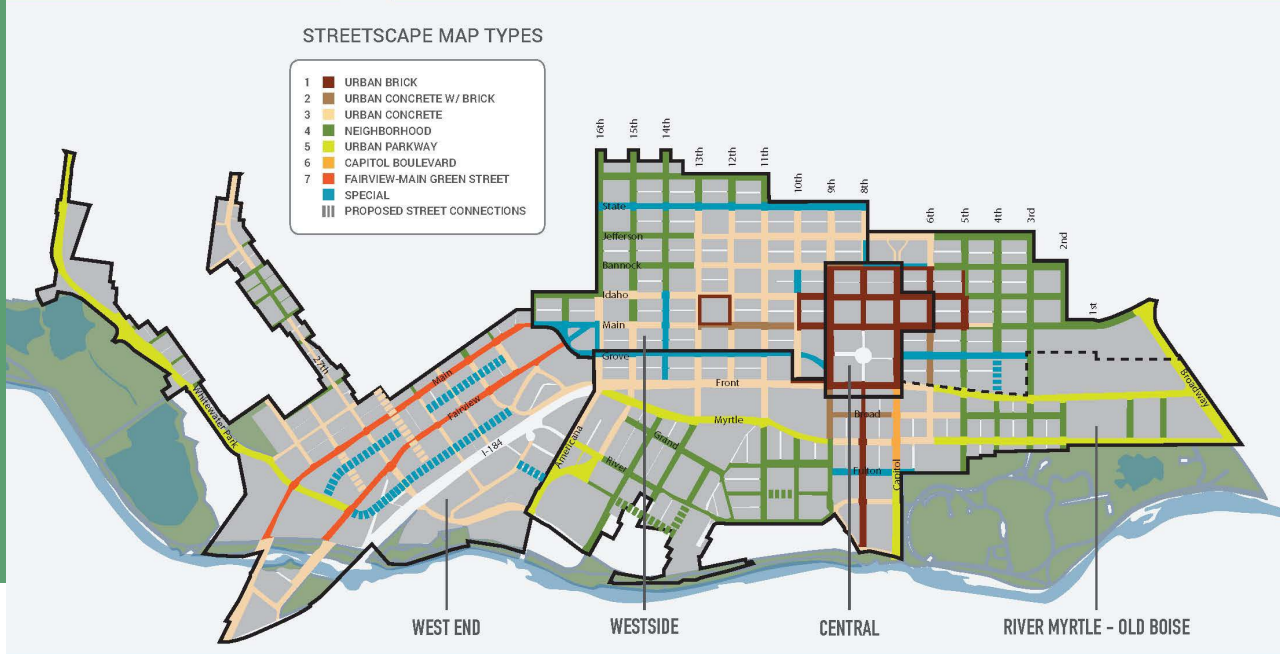 STREETSCAPE MAP TYPES
1 URBAN BRICK
2 URBAN CONCRETE W/ BRICK
3 URBAN CONCRETE
4 NEIGHBORHOOD
5 URBAN PARKWAY
6 CAPITOL BOULEVARD
7 FAIRVIEW-MAIN GREEN STREET
SPECIAL
PROPOSED STREET CONNECTIONS
16th
15th
14th
13th
12th
11th
10th
9th
8th
6th
5th
4th
3rd
2nd
1st
State
Jefferson
Bannock
Idaho
Main
Grove
Front
Myrtle
Broad
Fulton
Capitol
Broadway
Grand
River
Americana
I-184
Main
Fairview
27th
Whitewater Park
WEST END
WESTSIDE
CENTRAL
RIVER MYRTLE - OLD BOISE